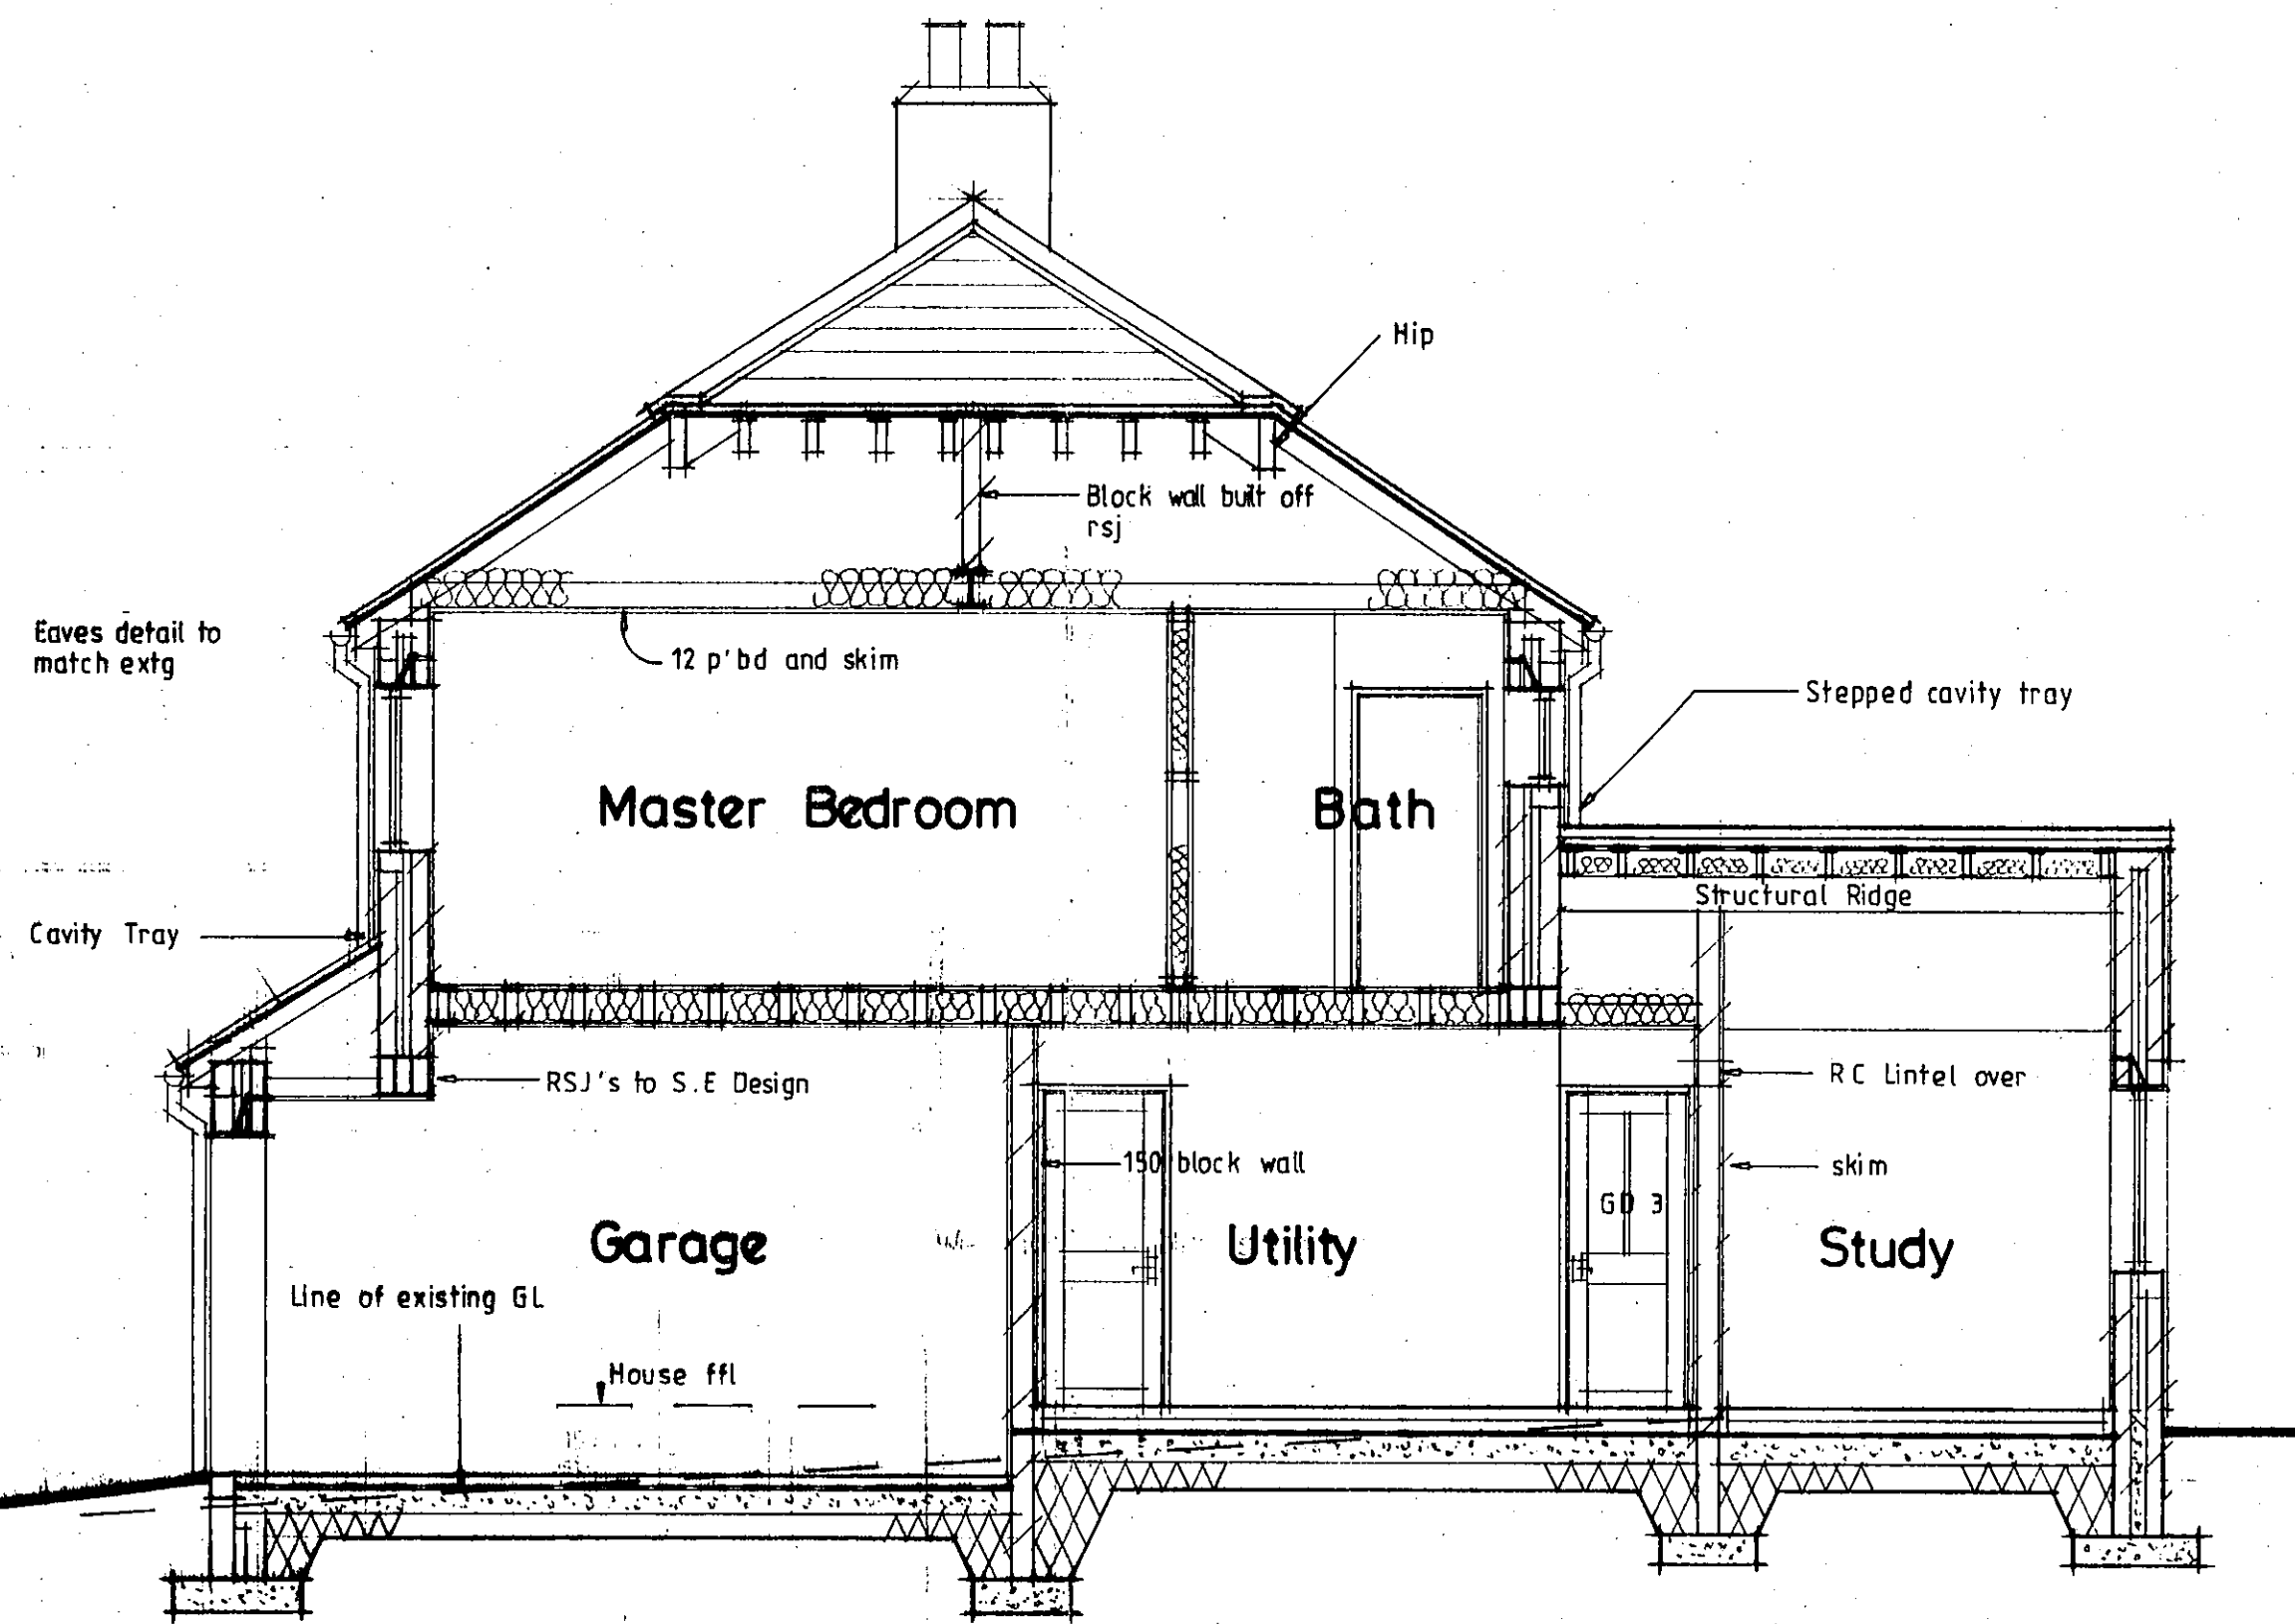 Hip
Block wall built off
rsj
Eaves detail to
match extg
12 p'bd and skim
Stepped cavity tray
Master Bedroom
Bath
Structural Ridge
Cavity Tray
RSJ's to S.E Design
RC Lintel over
150 block wall
skim
GD 3
Garage
Utility
Study
Line of existing GL
House ffl